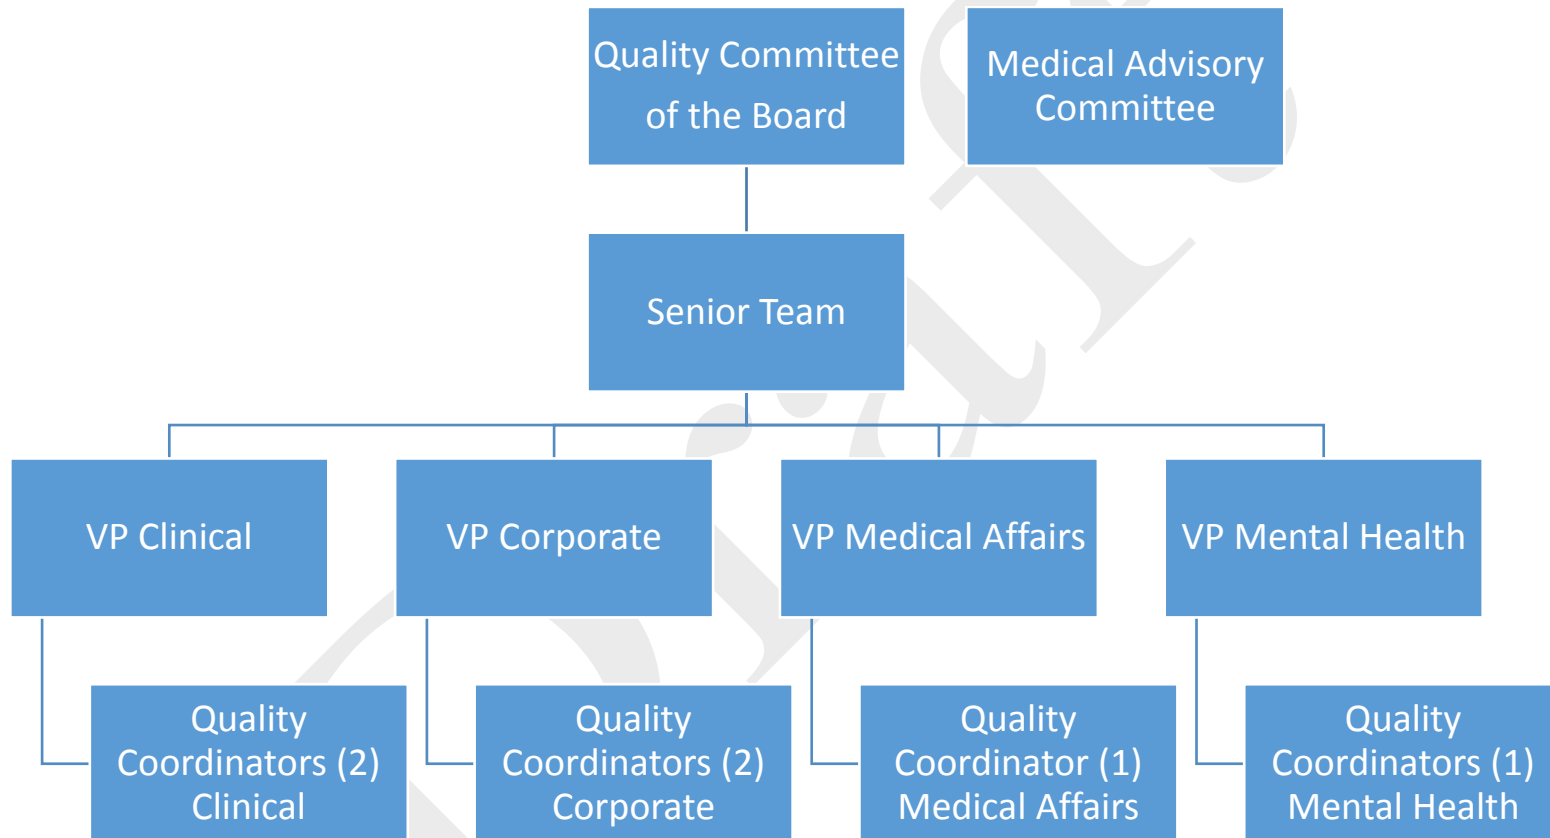 Quality Committee
of the Board
Medical Advisory
Committee
Senior Team
VP Clinical
VP Corporate
VP Medical Affairs
VP Mental Health
Quality
Coordinators (2)
Clinical
Quality
Coordinators (2)
Corporate
Quality
Coordinator (1)
Medical Affairs
Quality
Coordinators (1)
Mental Health
Draft